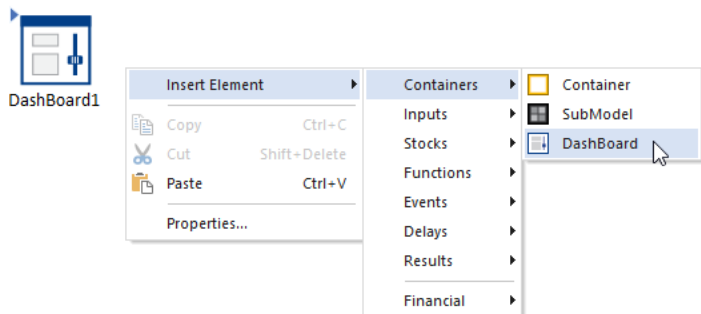 DashBoard1
Insert Element
Copy Ctrl+C
Cut Shift+Delete
Paste Ctrl+V
Properties...
Containers
Inputs
Stocks
Functions
Events
Delays
Results
Financial
Container
SubModel
DashBoard